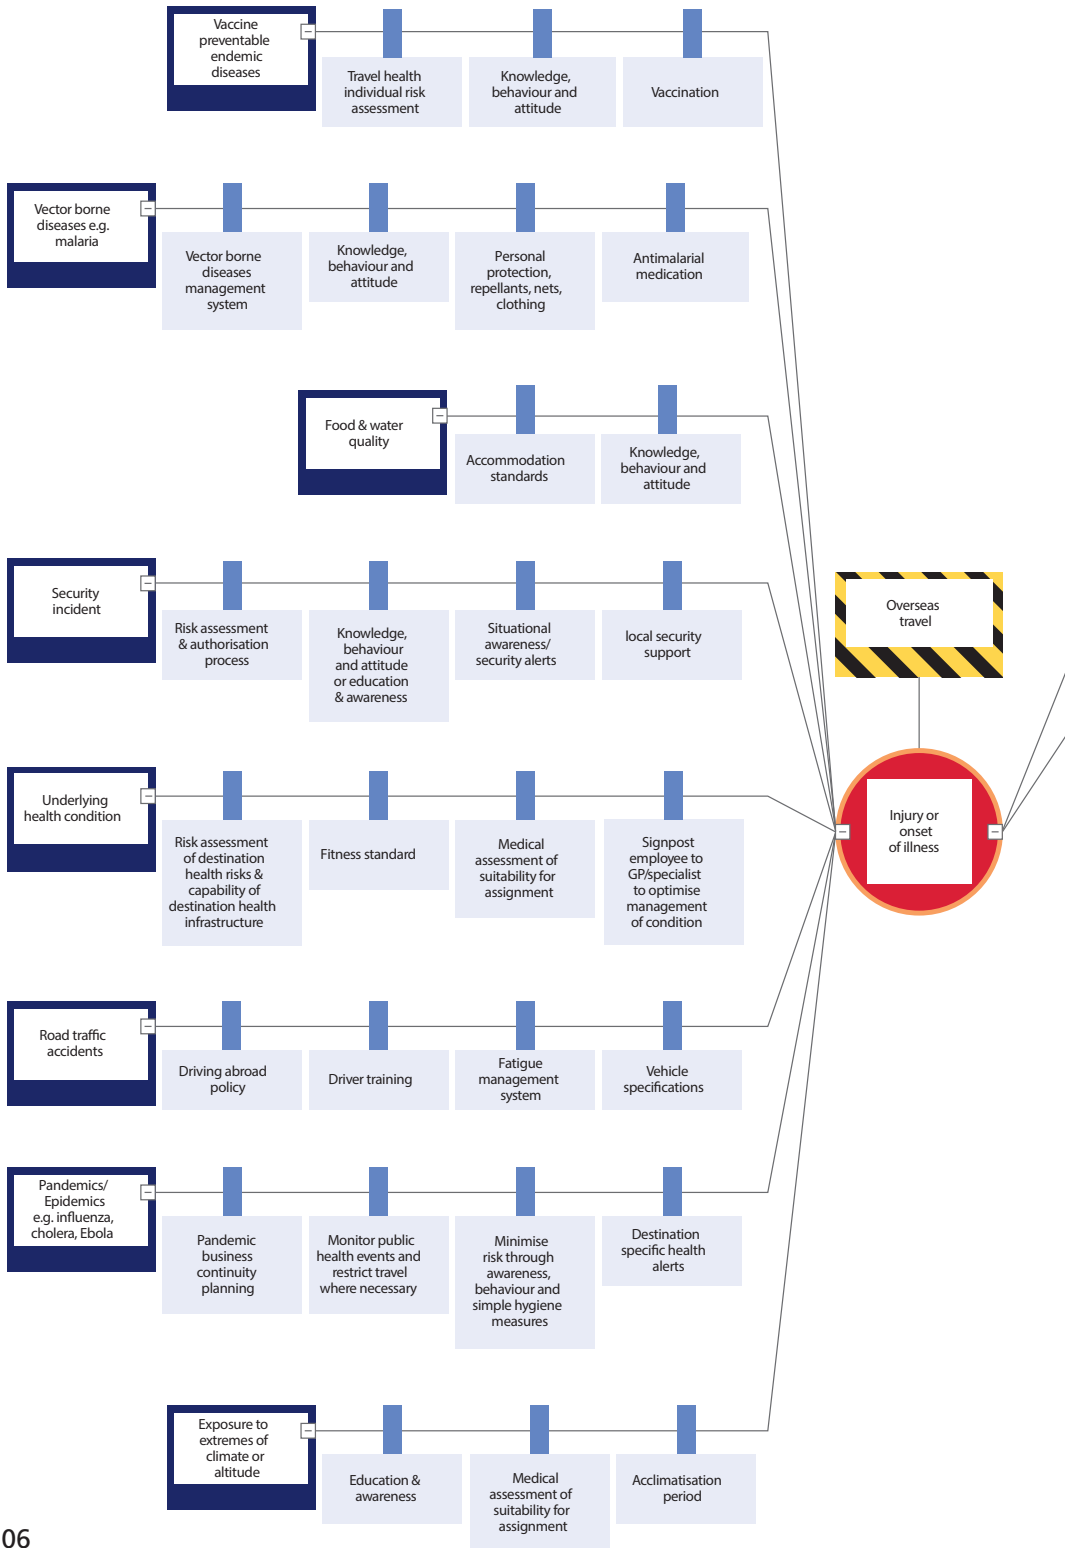 Vaccine
preventable
endemic
diseases
Travel health
individual risk
assessment
Knowledge,
behaviour and
attitude
Vaccination
Vector borne
diseases e.g.
malaria
Vector borne
diseases
management
system
Knowledge,
behaviour and
attitude
Personal
protection,
repellants, nets,
clothing
Antimalarial
medication
Food & water
quality
Accommodation
standards
Knowledge,
behaviour and
attitude
Security
incident
Risk assessment
& authorisation
process
Knowledge,
behaviour
and attitude
or education
& awareness
Situational
awareness/
security alerts
local security
support
Overseas
travel
Underlying
health condition
Risk assessment
of destination
health risks &
capability of
destination health
infrastructure
Fitness standard
Medical
assessment of
suitability for
assignment
Signpost
employee to
GP/specialist
to optimise
management
of condition
Injury or
onset
of illness
Road traffic
accidents
Driving abroad
policy
Driver training
Fatigue
management
system
Vehicle
specifications
Pandemics/
Epidemics
e.g. influenza,
cholera, Ebola
Pandemic
business
continuity
planning
Monitor public
health events and
restrict travel
where necessary
Minimise
risk through
awareness,
behaviour and
simple hygiene
measures
Destination
specific health
alerts
Exposure to
extremes of
climate or
altitude
Education &
awareness
Medical
assessment of
suitability for
assignment
Acclimatisation
period
06